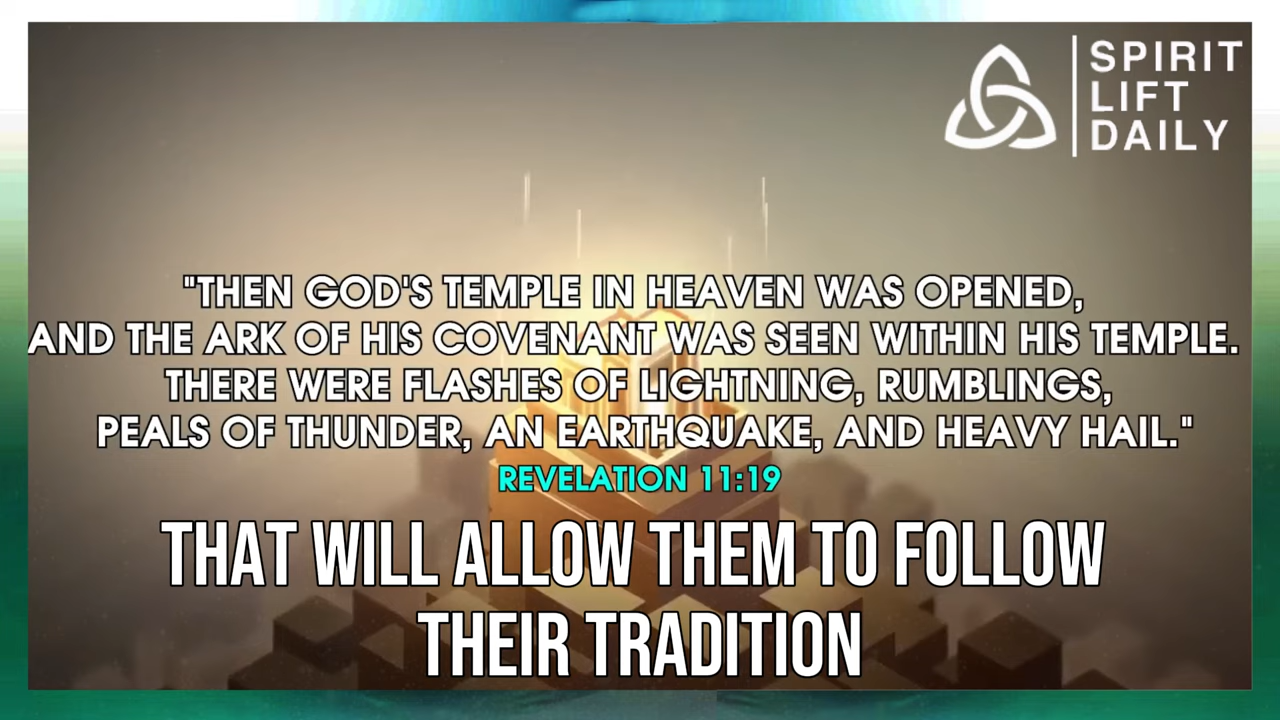 SPIRIT
LIFT
DAILY
"THEN GOD'S TEMPLE IN HEAVEN WAS OPENED,
AND THE ARK OF HIS COVENANT WAS SEEN WITHIN HIS TEMPLE.
THERE WERE FLASHES OF LIGHTNING, RUMBLINGS,
PEALS OF THUNDER, AN EARTHQUAKE, AND HEAVY HAIL."
REVELATION 11:19
THAT WILL ALLOW THEM TO FOLLOW
THEIR TRADITION